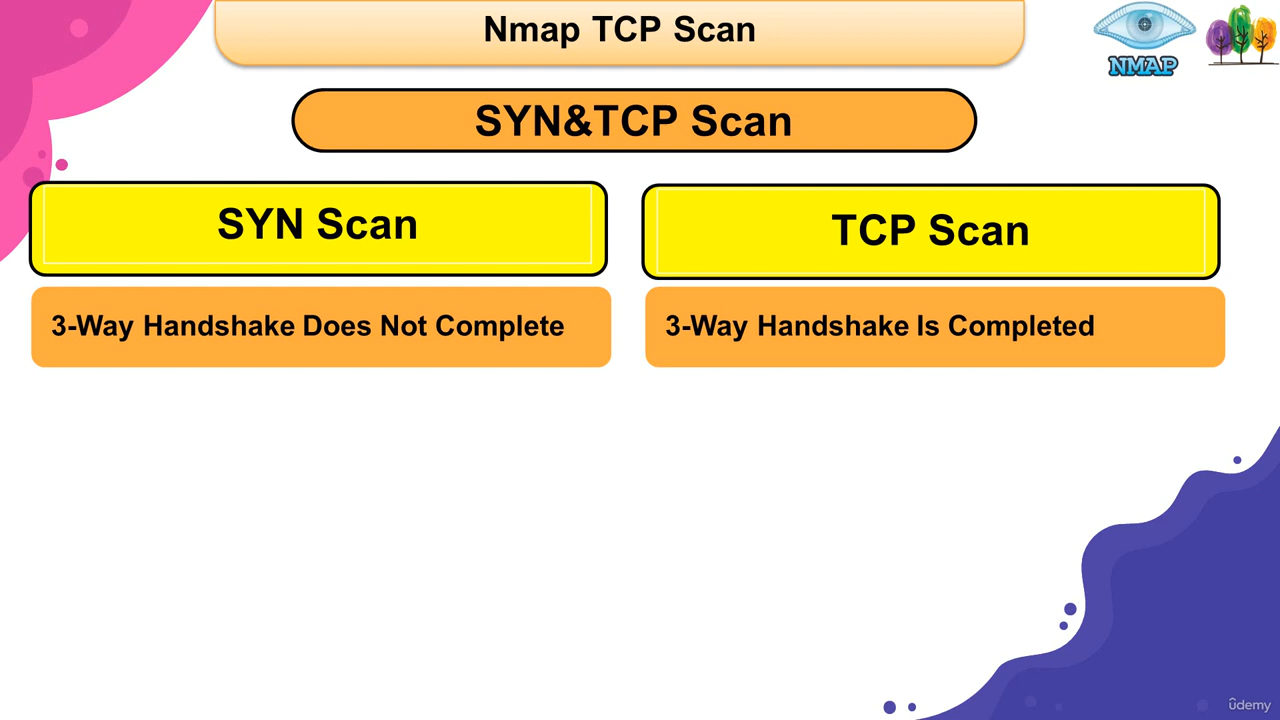 Nmap TCP Scan
NMAP
SYN&TCP Scan
SYN Scan
TCP Scan
3-Way Handshake Does Not Complete
3-Way Handshake Is Completed
ûdemy